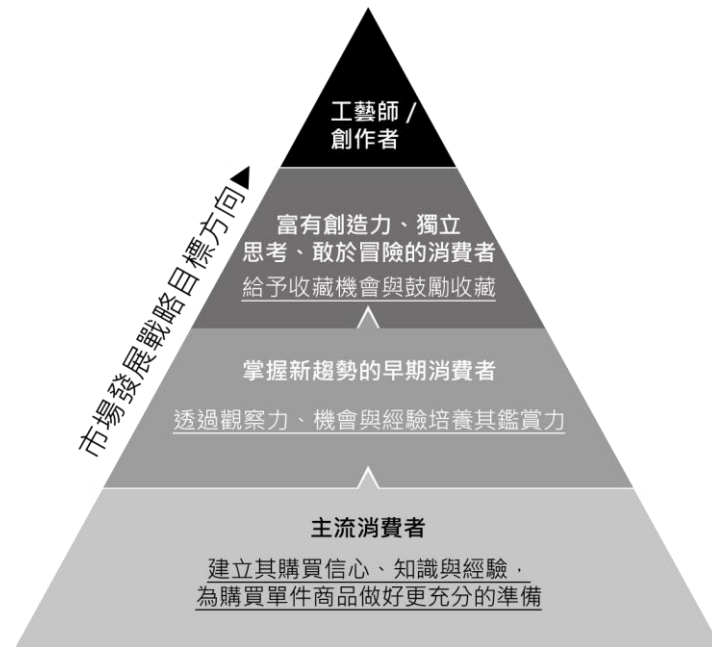 工藝師 /
創作者
富有創造力、獨立
思考、敢於冒險的消費者
給予收藏機會與鼓勵收藏
掌握新趨勢的早期消費者
透過觀察力、機會與經驗培養其鑑賞力
主流消費者
建立其購買信心、知識與經驗，
為購買單件商品做好更充分的準備
市場發展戰略目標方向▶